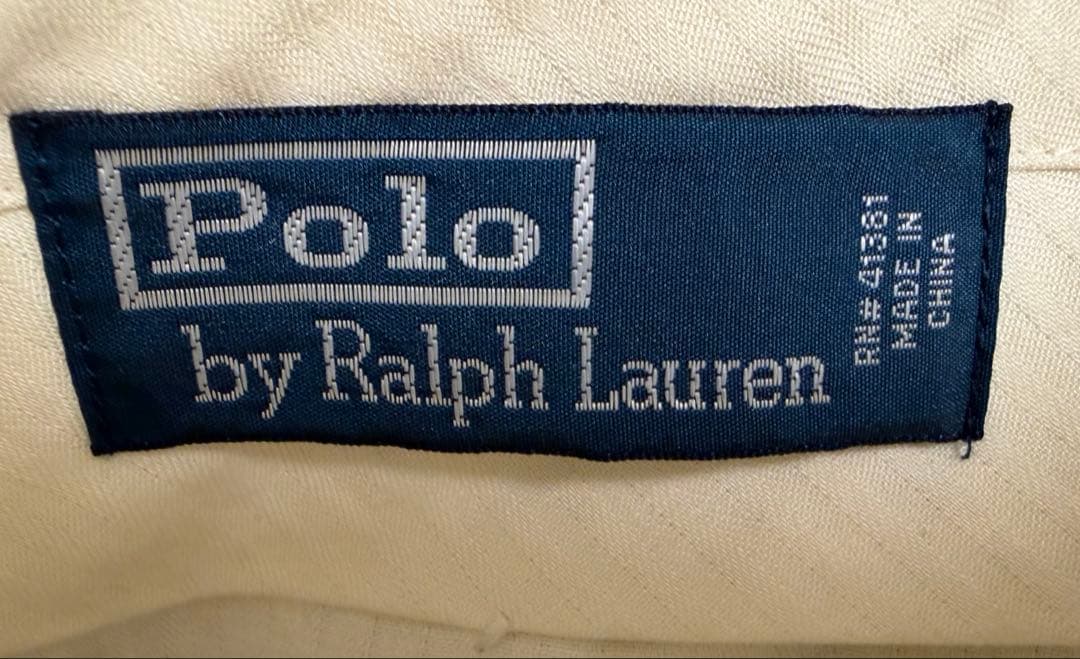 Polo
by Ralph Lauren
RN# 41381
MADE IN
CHINA